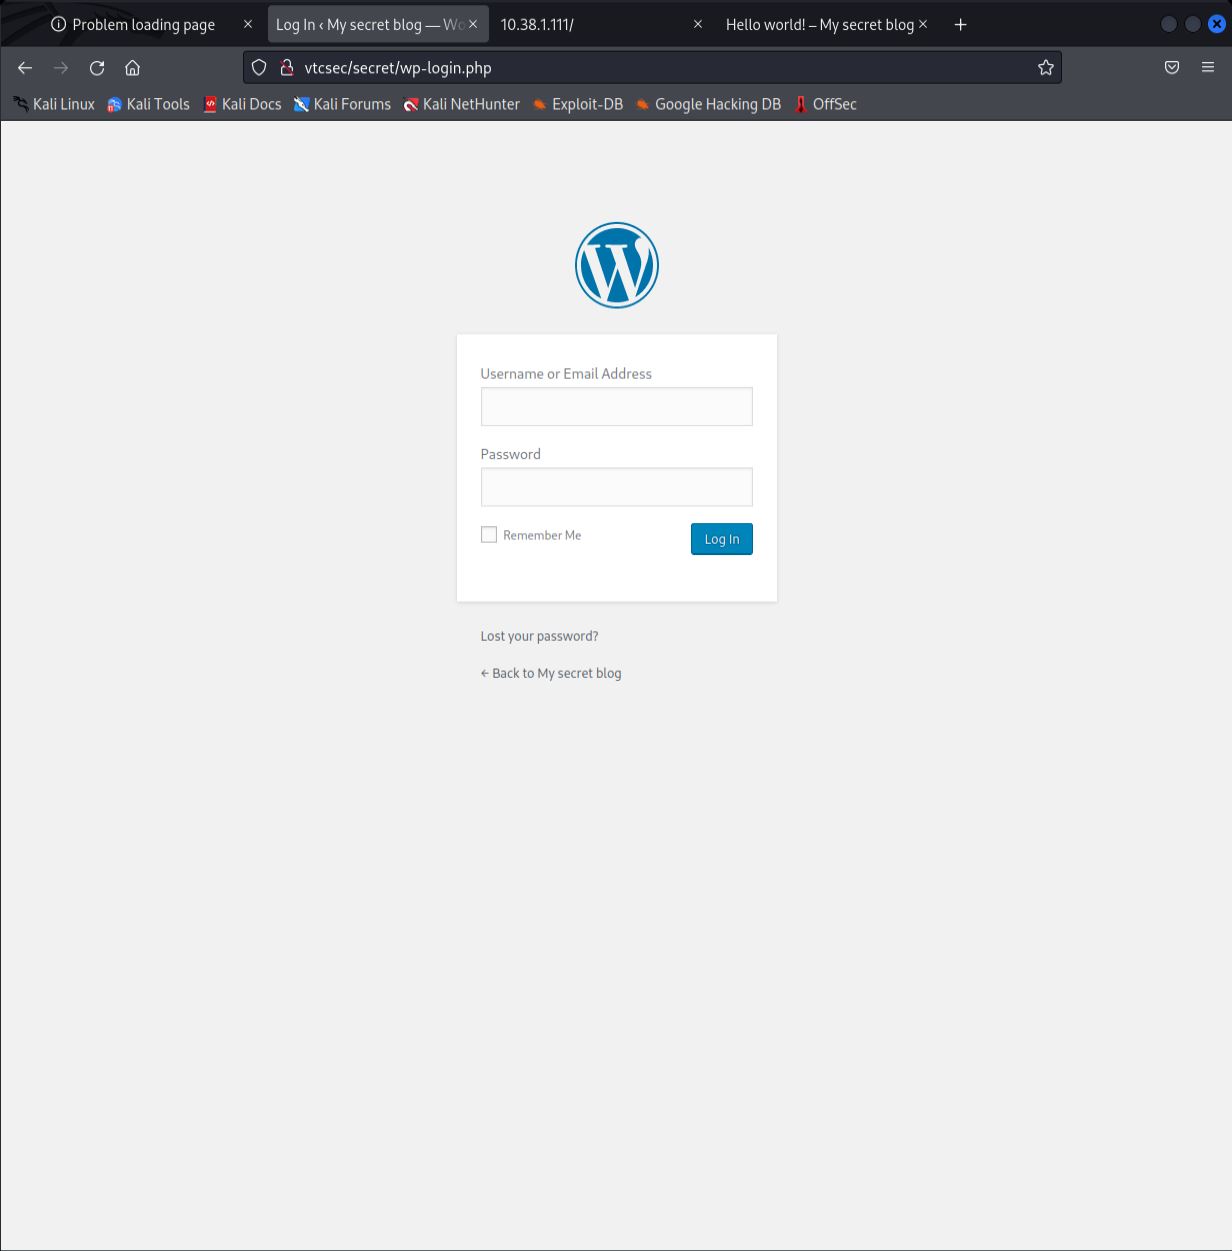 Problem loading page
Log In ‹ My secret blog — Wo
10.38.1.111/
Hello world! – My secret blog
vtcsec/secret/wp-login.php
Kali Linux Kali Tools Kali Docs Kali Forums Kali NetHunter Exploit-DB Google Hacking DB OffSec
Username or Email Address
Password
Remember Me
Log In
Lost your password?
← Back to My secret blog